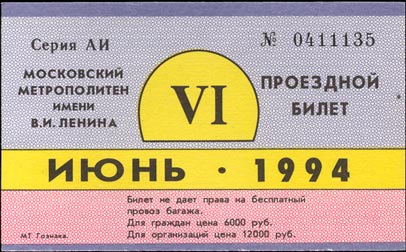 Серия АИ
№ 0411135
МОСКОВСКИЙ
МЕТРОПОЛИТЕН
ИМЕНИ
В.И. ЛЕНИНА
VI
ПРОЕЗДНОЙ
БИЛЕТ
ИЮНЬ · 1994
Билет не дает права на бесплатный
провоз багажа.
Для граждан цена 6000 руб.
Для организаций цена 12000 руб.
МТ Гознака.